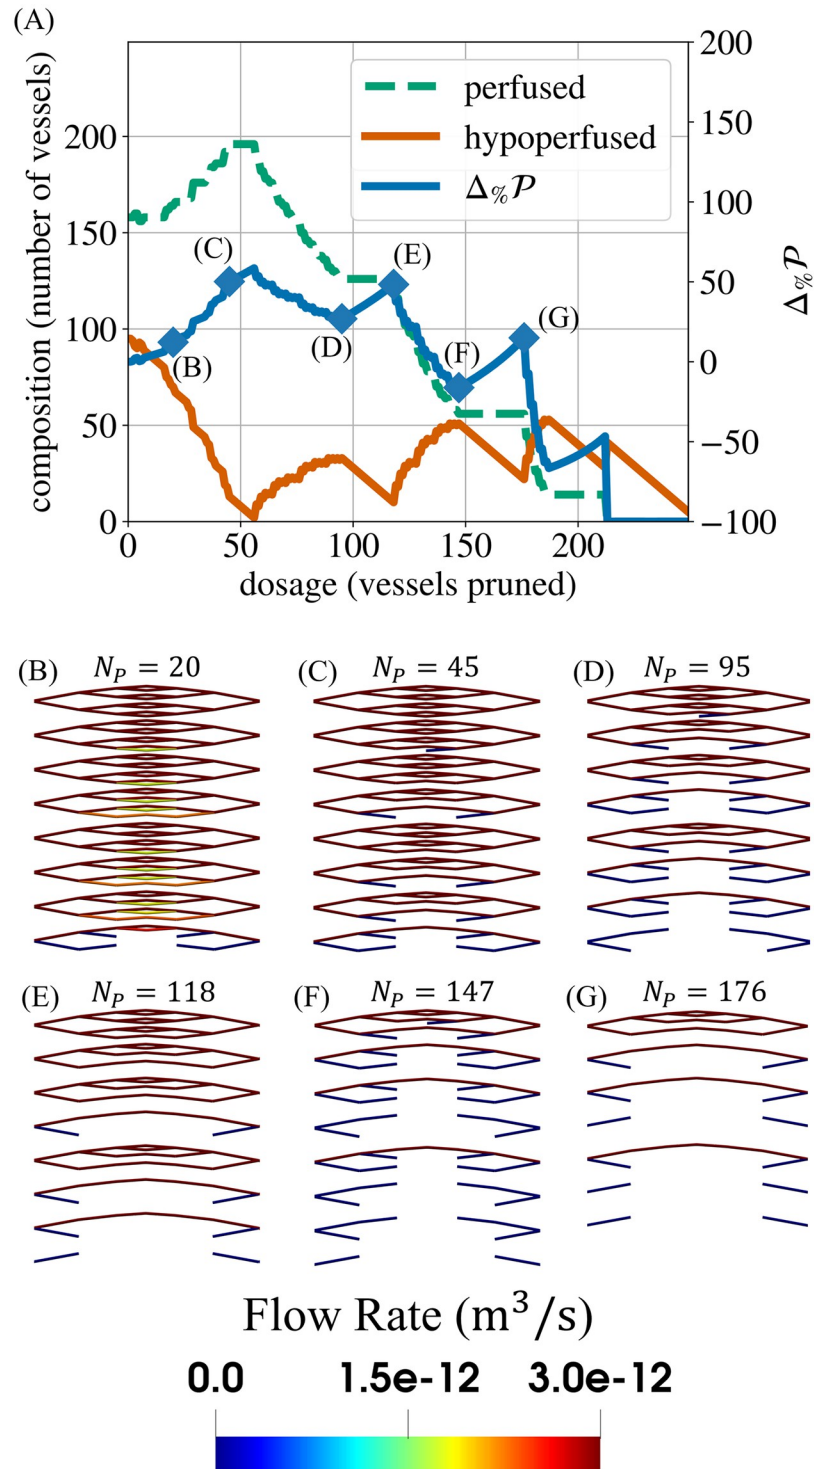 (A)
composition (number of vessels)
200
150
100
50
0
perfused
hypoperfused
Δ%𝒫
200
150
100
50
0
−50
−100
Δ%𝒫
(B)
(C)
(D)
(E)
(F)
(G)
0 50 100 150 200
dosage (vessels pruned)
(B) N_P = 20
(C) N_P = 45
(D) N_P = 95
(E) N_P = 118
(F) N_P = 147
(G) N_P = 176
Flow Rate (m³/s)
0.0 1.5e-12 3.0e-12